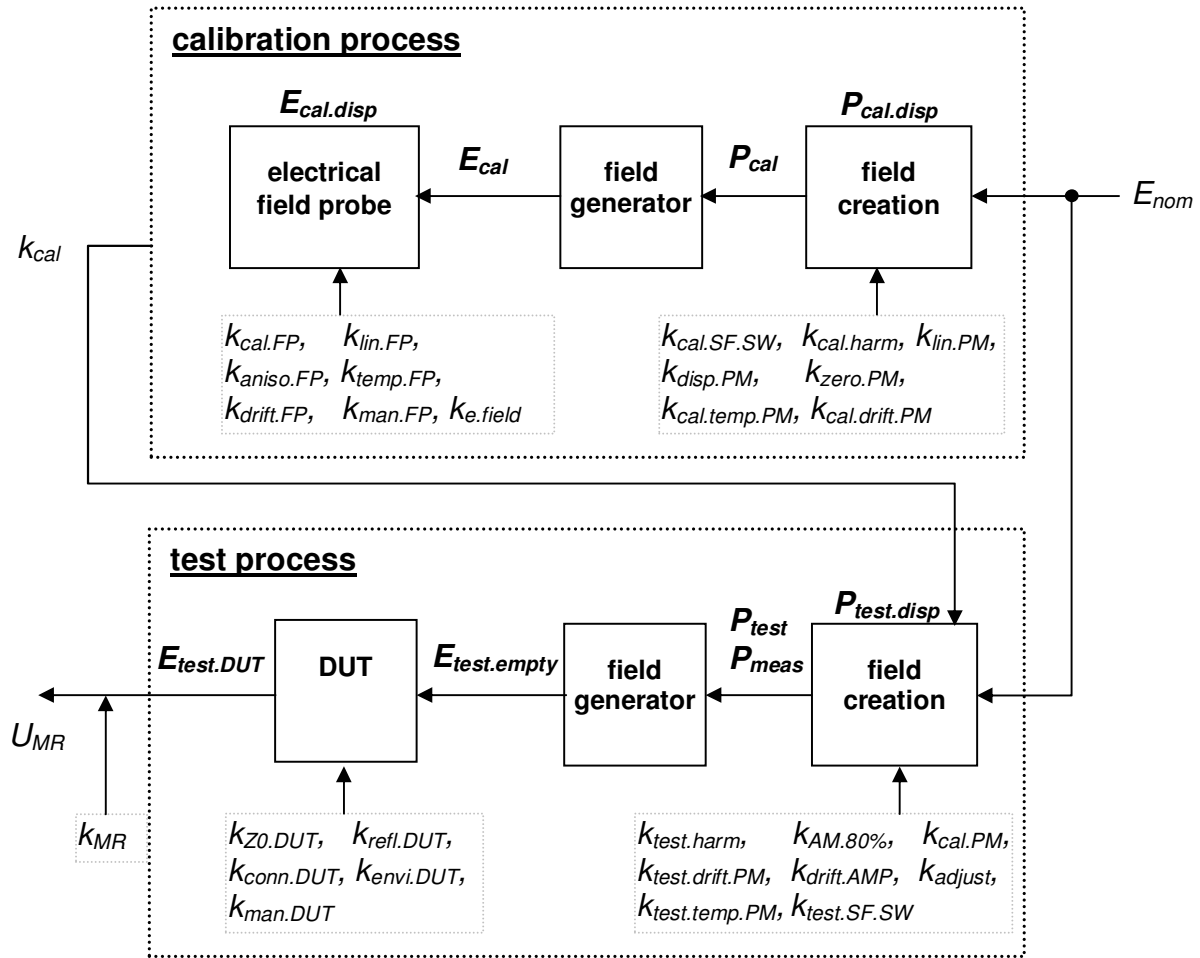 calibration process
E_cal.disp
P_cal.disp
electrical
field probe
E_cal
field
generator
P_cal
field
creation
E_nom
k_cal
k_cal.FP, k_lin.FP,
k_aniso.FP, k_temp.FP,
k_drift.FP, k_man.FP, k_e.field
k_cal.SF.SW, k_cal.harm, k_lin.PM,
k_disp.PM, k_zero.PM,
k_cal.temp.PM, k_cal.drift.PM
test process
P_test.disp
E_test.DUT
DUT
E_test.empty
field
generator
P_test
P_meas
field
creation
U_MR
k_MR
k_Z0.DUT, k_refl.DUT,
k_conn.DUT, k_envi.DUT,
k_man.DUT
k_test.harm, k_AM.80%, k_cal.PM,
k_test.drift.PM, k_drift.AMP, k_adjust,
k_test.temp.PM, k_test.SF.SW